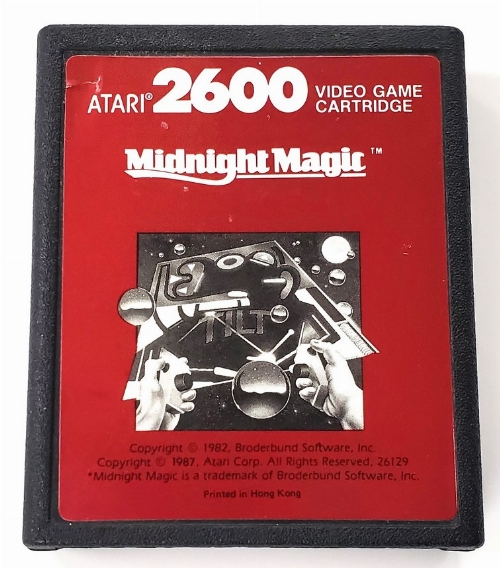 ATARI® 2600 VIDEO GAME CARTRIDGE
Midnight Magic™
TILT
Copyright © 1982, Broderbund Software, Inc.
Copyright © 1987, Atari Corp. All Rights Reserved, 26129
*Midnight Magic is a trademark of Broderbund Software, Inc.
Printed in Hong Kong